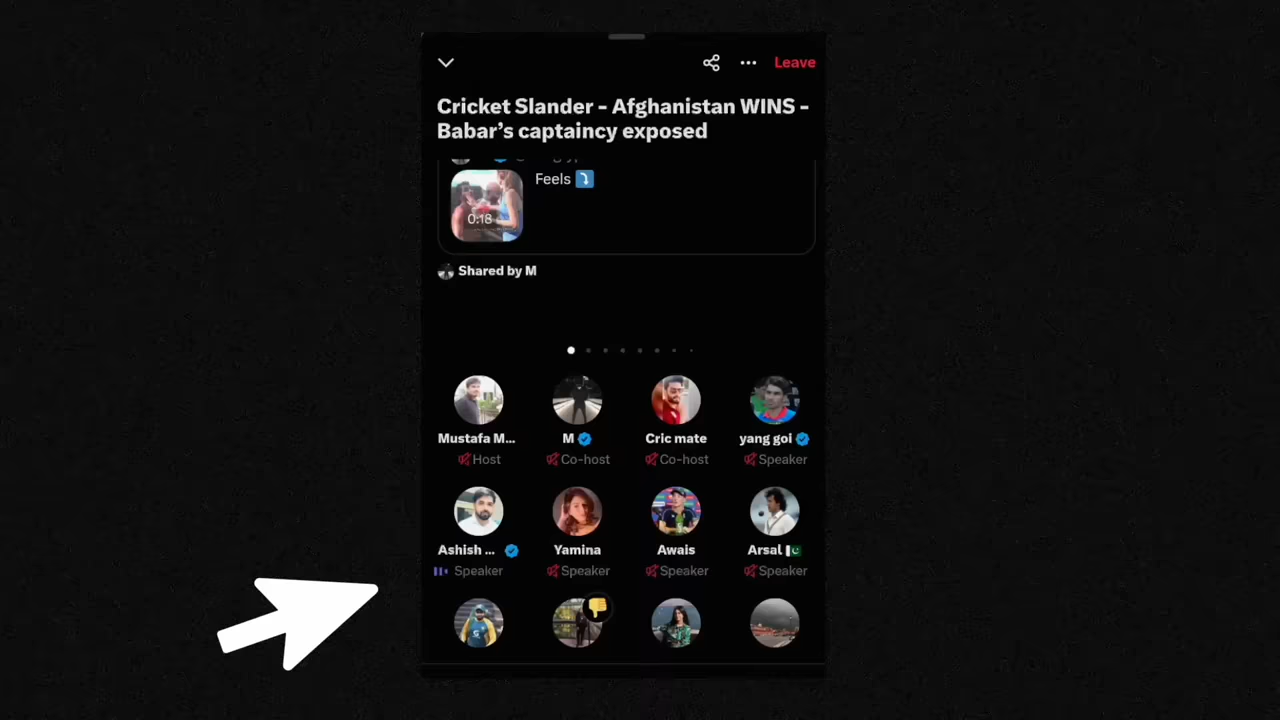 Leave
Cricket Slander - Afghanistan WINS -
Babar's captaincy exposed
Feels ⤵️
0:18
Shared by M
Mustafa M... M Cric mate yang goi
Host Co-host Co-host Speaker
Ashish ... Yamina Awais Arsal 🇵🇰
Speaker Speaker Speaker Speaker